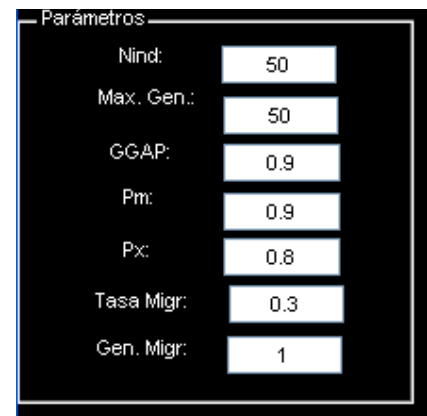 Parámetros
Nind: 50
Max. Gen.: 50
GGAP: 0.9
Pm: 0.9
Px: 0.8
Tasa Migr: 0.3
Gen. Migr: 1